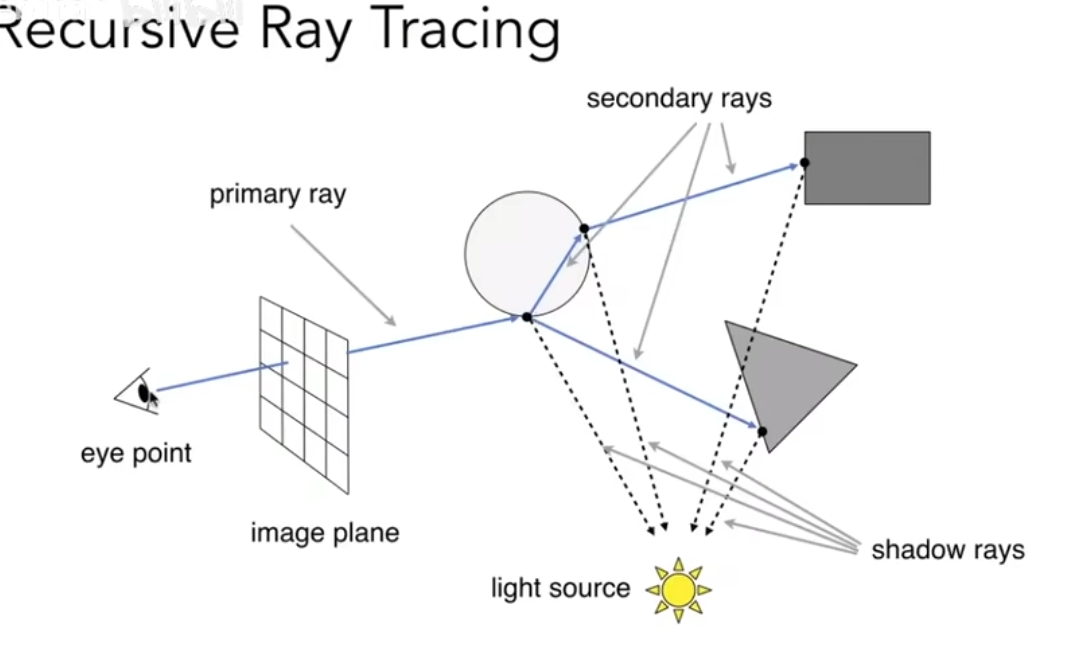 Recursive Ray Tracing
secondary rays
primary ray
eye point
image plane
shadow rays
light source